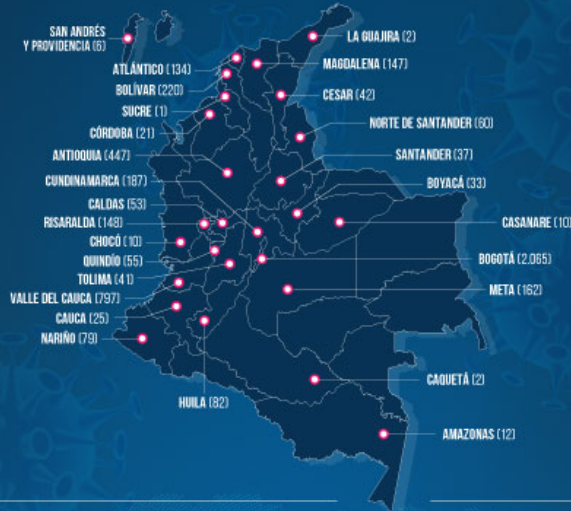 SAN ANDRÉS
Y PROVIDENCIA (6)
ATLÁNTICO (134)
BOLÍVAR (220)
SUCRE (1)
CÓRDOBA (21)
ANTIOQUIA (447)
CUNDINAMARCA (187)
CALDAS (53)
RISARALDA (148)
CHOCÓ (10)
QUINDÍO (55)
TOLIMA (41)
VALLE DEL CAUCA (797)
CAUCA (25)
NARIÑO (79)
HUILA (82)
LA GUAJIRA (2)
MAGDALENA (147)
CESAR (42)
NORTE DE SANTANDER (60)
SANTANDER (37)
BOYACÁ (33)
CASANARE (10)
BOGOTÁ (2.065)
META (162)
CAQUETÁ (2)
AMAZONAS (12)